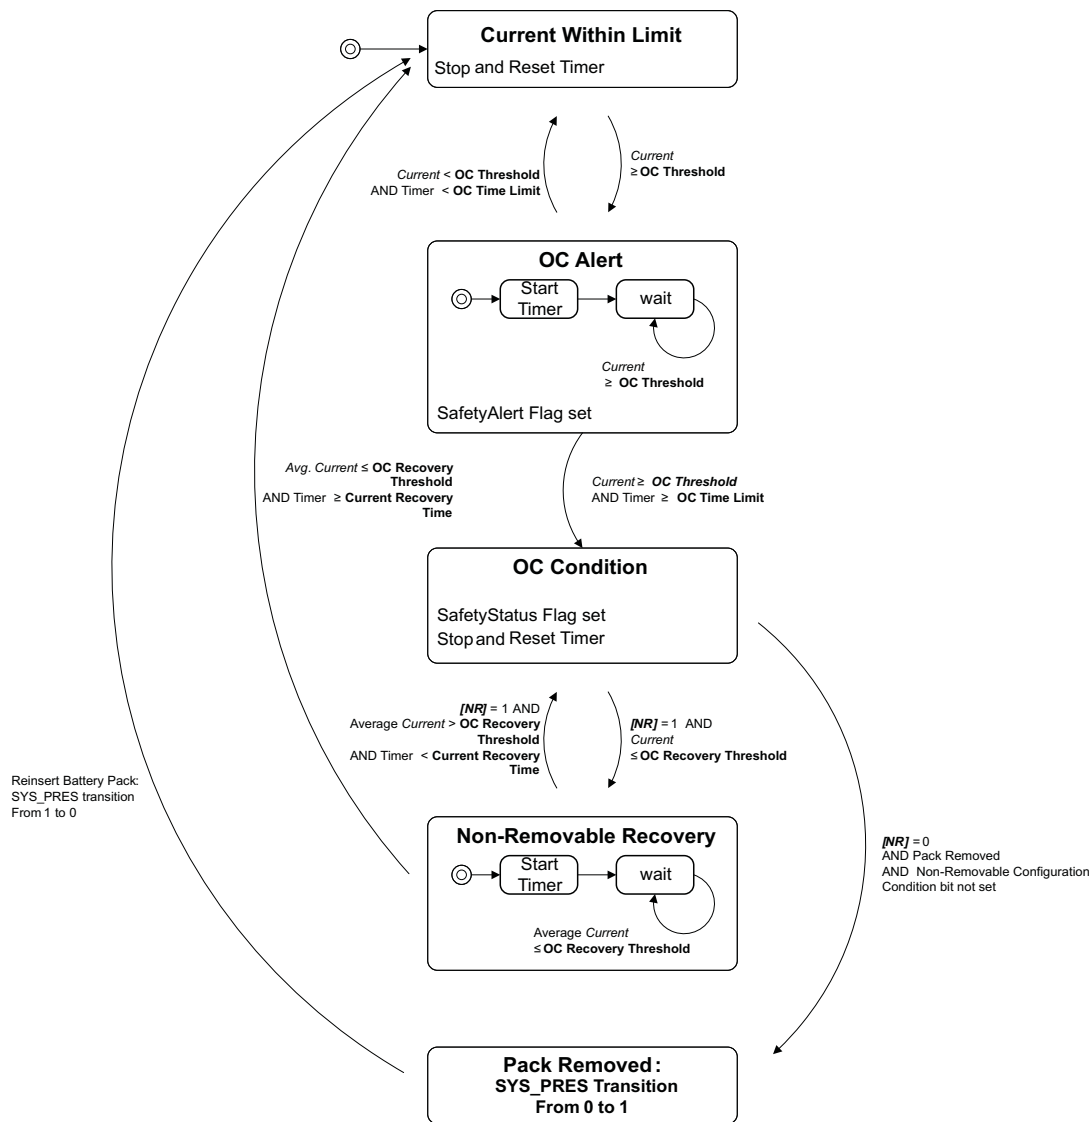 Current Within Limit
Stop and Reset Timer
Current < OC Threshold
AND Timer < OC Time Limit
Current
≥ OC Threshold
OC Alert
Start
Timer
wait
Current
≥ OC Threshold
SafetyAlert Flag set
Avg. Current ≤ OC Recovery
Threshold
AND Timer ≥ Current Recovery
Time
Current ≥ OC Threshold
AND Timer ≥ OC Time Limit
OC Condition
SafetyStatus Flag set
Stop and Reset Timer
[NR] = 1 AND
Average Current > OC Recovery
Threshold
AND Timer < Current Recovery
Time
[NR] = 1 AND
Current
≤ OC Recovery Threshold
Reinsert Battery Pack:
SYS_PRES transition
From 1 to 0
Non-Removable Recovery
Start
Timer
wait
Average Current
≤ OC Recovery Threshold
[NR] = 0
AND Pack Removed
AND Non-Removable Configuration
Condition bit not set
Pack Removed:
SYS_PRES Transition
From 0 to 1